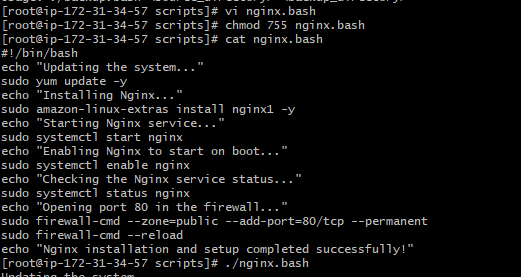 [root@ip-172-31-34-57 scripts]# vi nginx.bash
[root@ip-172-31-34-57 scripts]# chmod 755 nginx.bash
[root@ip-172-31-34-57 scripts]# cat nginx.bash
#!/bin/bash
echo "Updating the system..."
sudo yum update -y
echo "Installing Nginx..."
sudo amazon-linux-extras install nginx1 -y
echo "Starting Nginx service..."
sudo systemctl start nginx
echo "Enabling Nginx to start on boot..."
sudo systemctl enable nginx
echo "Checking the Nginx service status..."
sudo systemctl status nginx
echo "Opening port 80 in the firewall..."
sudo firewall-cmd --zone=public --add-port=80/tcp --permanent
sudo firewall-cmd --reload
echo "Nginx installation and setup completed successfully!"
[root@ip-172-31-34-57 scripts]# ./nginx.bash
Updating the system